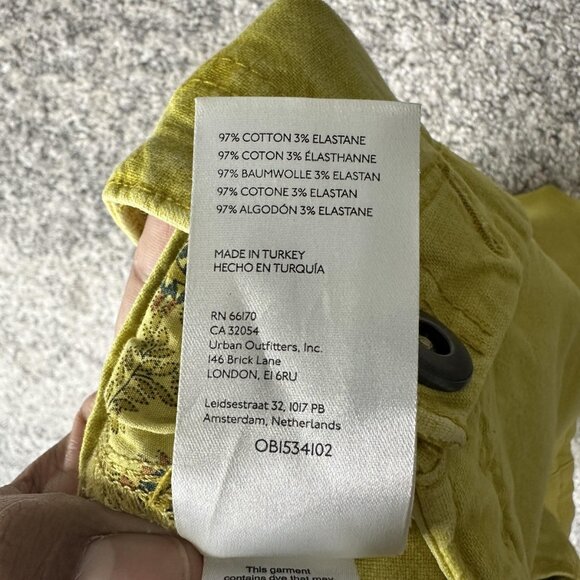 97% COTTON 3% ELASTANE
97% COTON 3% ÉLASTHANNE
97% BAUMWOLLE 3% ELASTAN
97% COTONE 3% ELASTAN
97% ALGODÓN 3% ELASTANE
MADE IN TURKEY
HECHO EN TURQUÍA
RN 66170
CA 32054
Urban Outfitters, Inc.
146 Brick Lane
LONDON, E1 6RU
Leidsestraat 32, 1017 PB
Amsterdam, Netherlands
OB1534102
This garment
contains dye that may